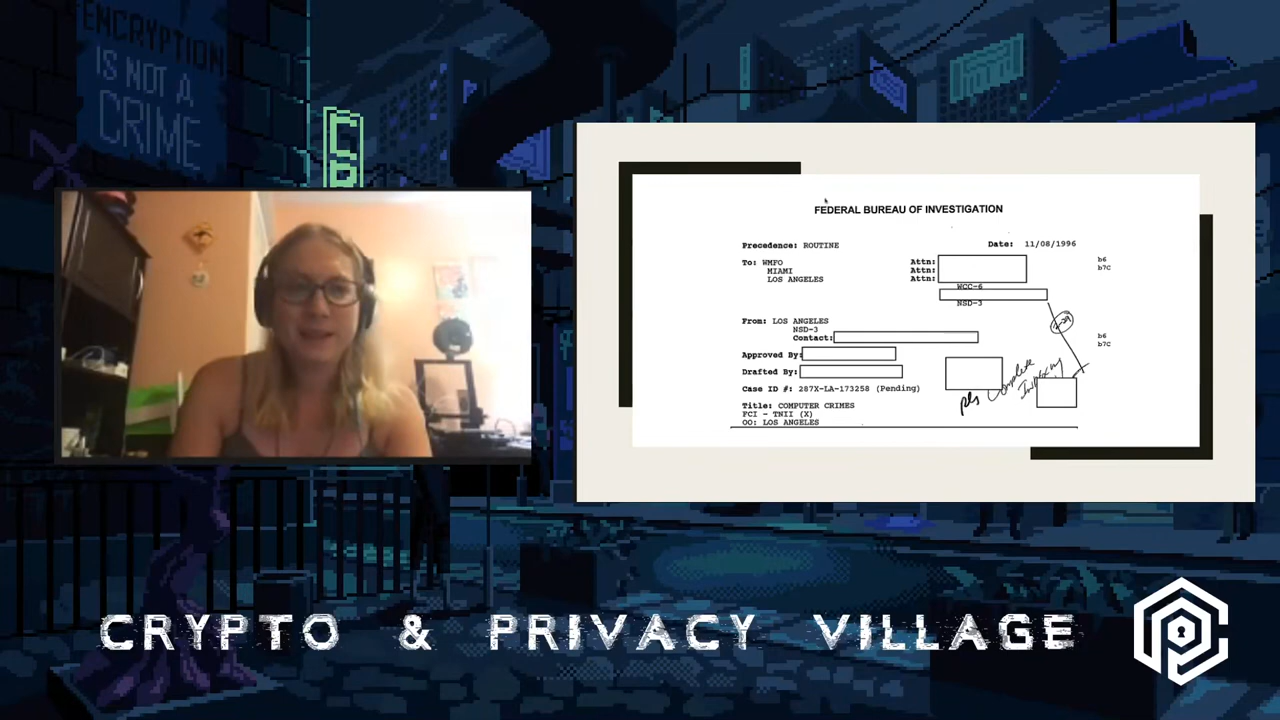 ENCRYPTION
IS NOT A
CRIME
FEDERAL BUREAU OF INVESTIGATION
Precedence: ROUTINE Date: 11/08/1996
To: WMFO Attn:
MIAMI Attn:
LOS ANGELES Attn:
b6
b7C
WCC-6
NSD-3
From: LOS ANGELES
NSD-3
Contact:
b6
b7C
Approved By:
Drafted By:
Case ID #: 287X-LA-173258 (Pending)
pls
Title: COMPUTER CRIMES
FCI - TNII (X)
OO: LOS ANGELES
CRYPTO & PRIVACY VILLAGE